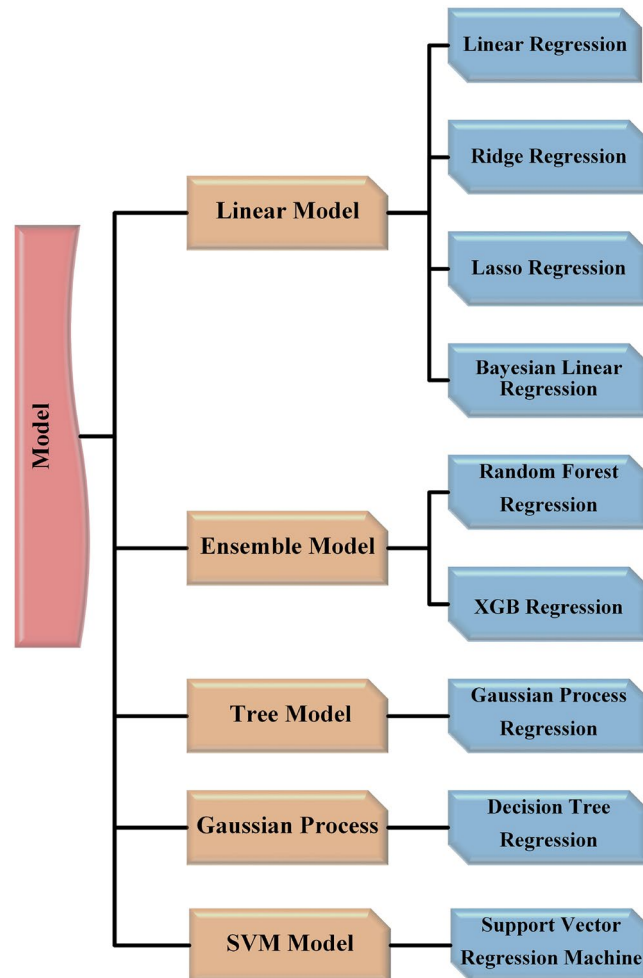 Model
Linear Model
Linear Regression
Ridge Regression
Lasso Regression
Bayesian Linear
Regression
Ensemble Model
Random Forest
Regression
XGB Regression
Tree Model
Gaussian Process
Regression
Gaussian Process
Decision Tree
Regression
SVM Model
Support Vector
Regression Machine